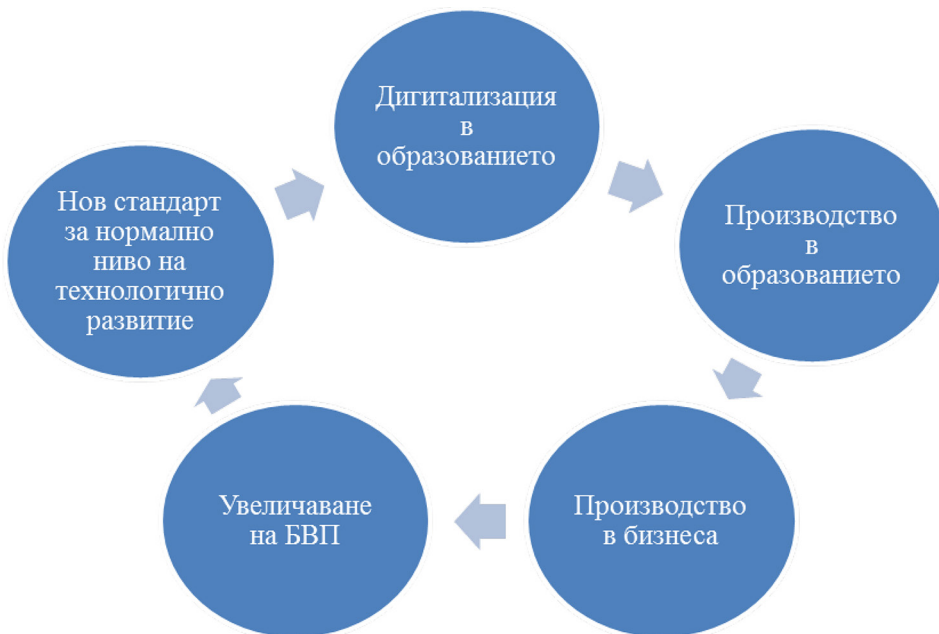 Дигитализация
в
образованието
Производство
в
образованието
Производство
в бизнеса
Увеличаване
на БВП
Нов стандарт
за нормално
ниво на
технологично
развитие